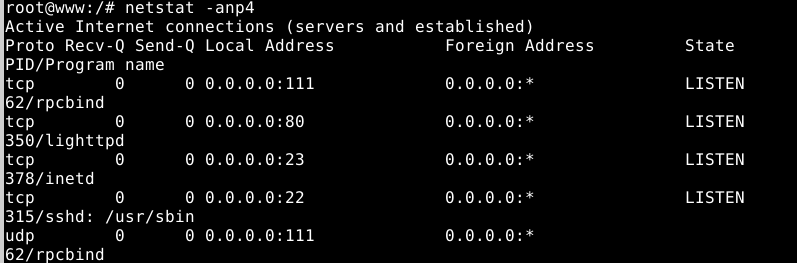 root@www:/# netstat -anp4
Active Internet connections (servers and established)
Proto Recv-Q Send-Q Local Address           Foreign Address         State
PID/Program name
tcp        0      0 0.0.0.0:111             0.0.0.0:*               LISTEN
62/rpcbind
tcp        0      0 0.0.0.0:80              0.0.0.0:*               LISTEN
350/lighttpd
tcp        0      0 0.0.0.0:23              0.0.0.0:*               LISTEN
378/inetd
tcp        0      0 0.0.0.0:22              0.0.0.0:*               LISTEN
315/sshd: /usr/sbin
udp        0      0 0.0.0.0:111             0.0.0.0:*
62/rpcbind